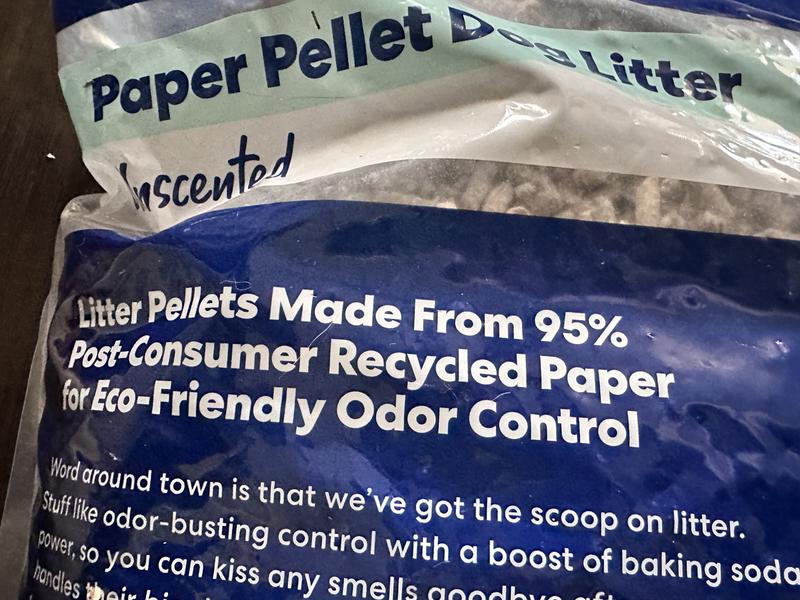 Paper Pellet Dog Litter
Unscented
Litter Pellets Made From 95%
Post-Consumer Recycled Paper
for Eco-Friendly Odor Control
Word around town is that we've got the scoop on litter.
Stuff like odor-busting control with a boost of baking soda
power, so you can kiss any smells goodbye
handles their